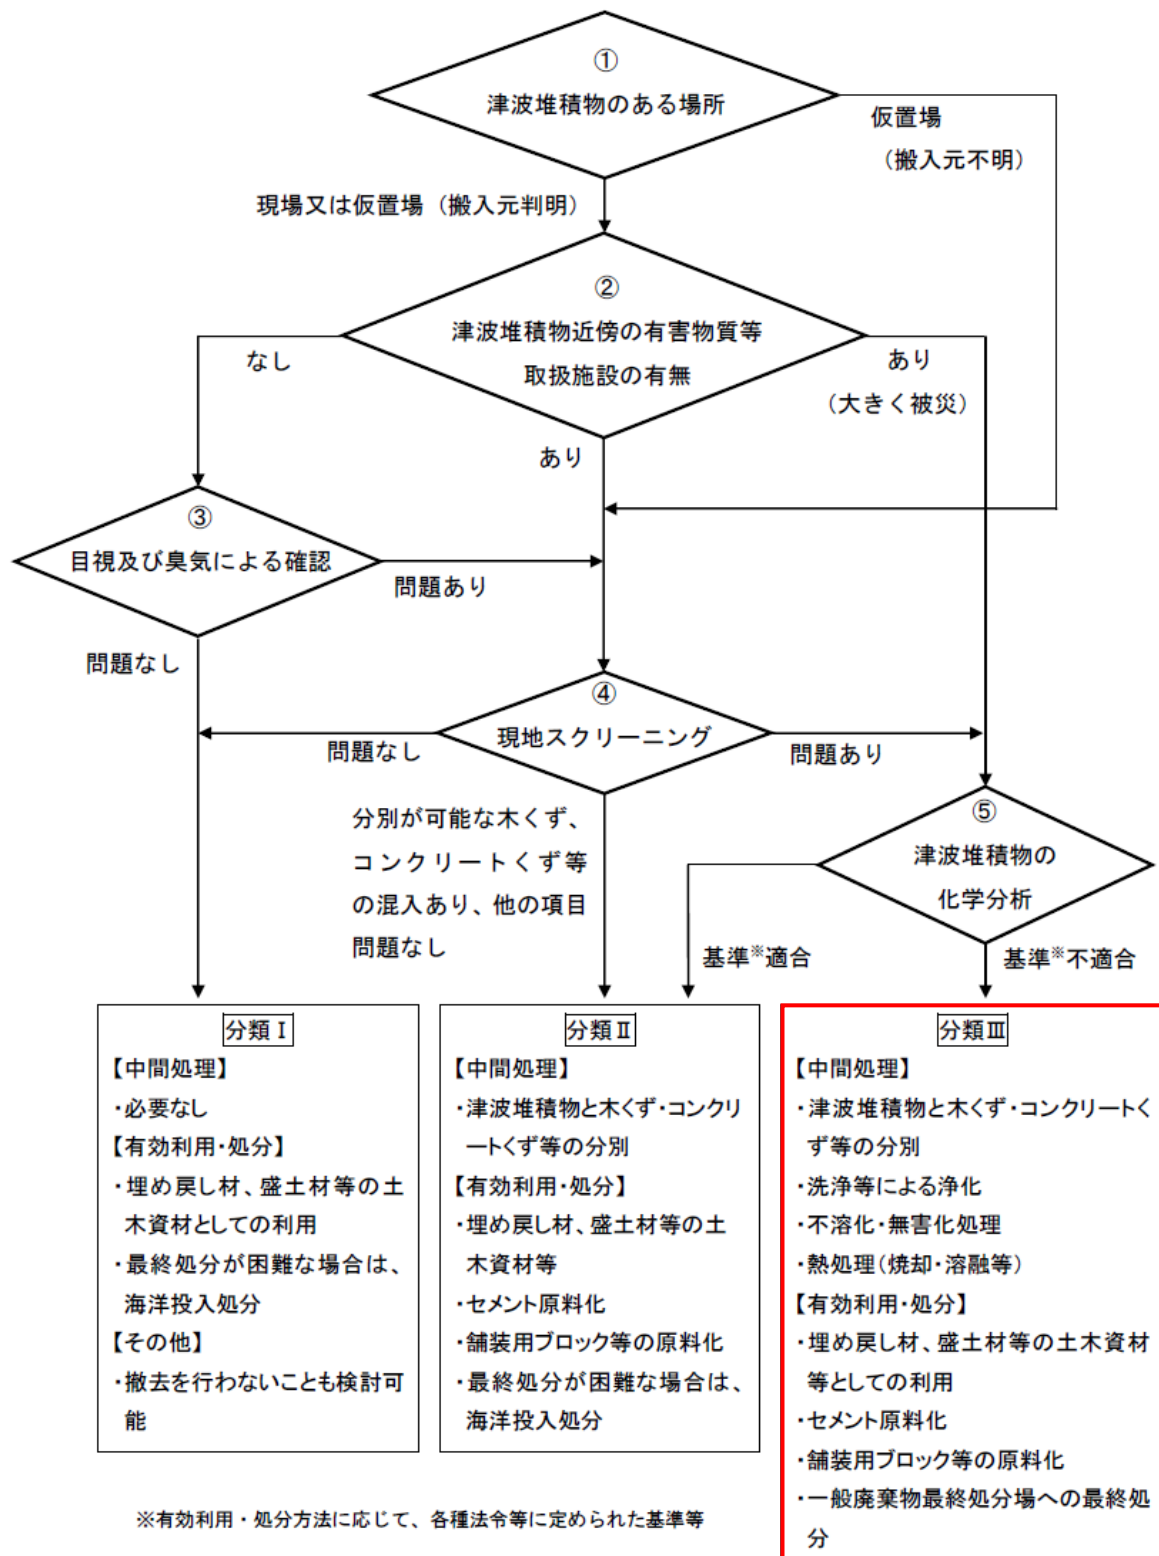 ①
津波堆積物のある場所
仮置場
（搬入元不明）
現場又は仮置場（搬入元判明）
②
津波堆積物近傍の有害物質等
取扱施設の有無
なし
あり
（大きく被災）
あり
③
目視及び臭気による確認
問題あり
問題なし
④
現地スクリーニング
問題なし
問題あり
分別が可能な木くず、
コンクリートくず等
の混入あり、他の項目
問題なし
⑤
津波堆積物の
化学分析
基準※適合
基準※不適合
分類Ⅰ
【中間処理】
・必要なし
【有効利用・処分】
・埋め戻し材、盛土材等の土
木資材としての利用
・最終処分が困難な場合は、
海洋投入処分
【その他】
・撤去を行わないことも検討可
能
分類Ⅱ
【中間処理】
・津波堆積物と木くず・コンクリ
ートくず等の分別
【有効利用・処分】
・埋め戻し材、盛土材等の土
木資材等
・セメント原料化
・舗装用ブロック等の原料化
・最終処分が困難な場合は、
海洋投入処分
分類Ⅲ
【中間処理】
・津波堆積物と木くず・コンクリートく
ず等の分別
・洗浄等による浄化
・不溶化・無害化処理
・熱処理（焼却・溶融等）
【有効利用・処分】
・埋め戻し材、盛土材等の土木資材
等としての利用
・セメント原料化
・舗装用ブロック等の原料化
・一般廃棄物最終処分場への最終処
分
※有効利用・処分方法に応じて、各種法令等に定められた基準等